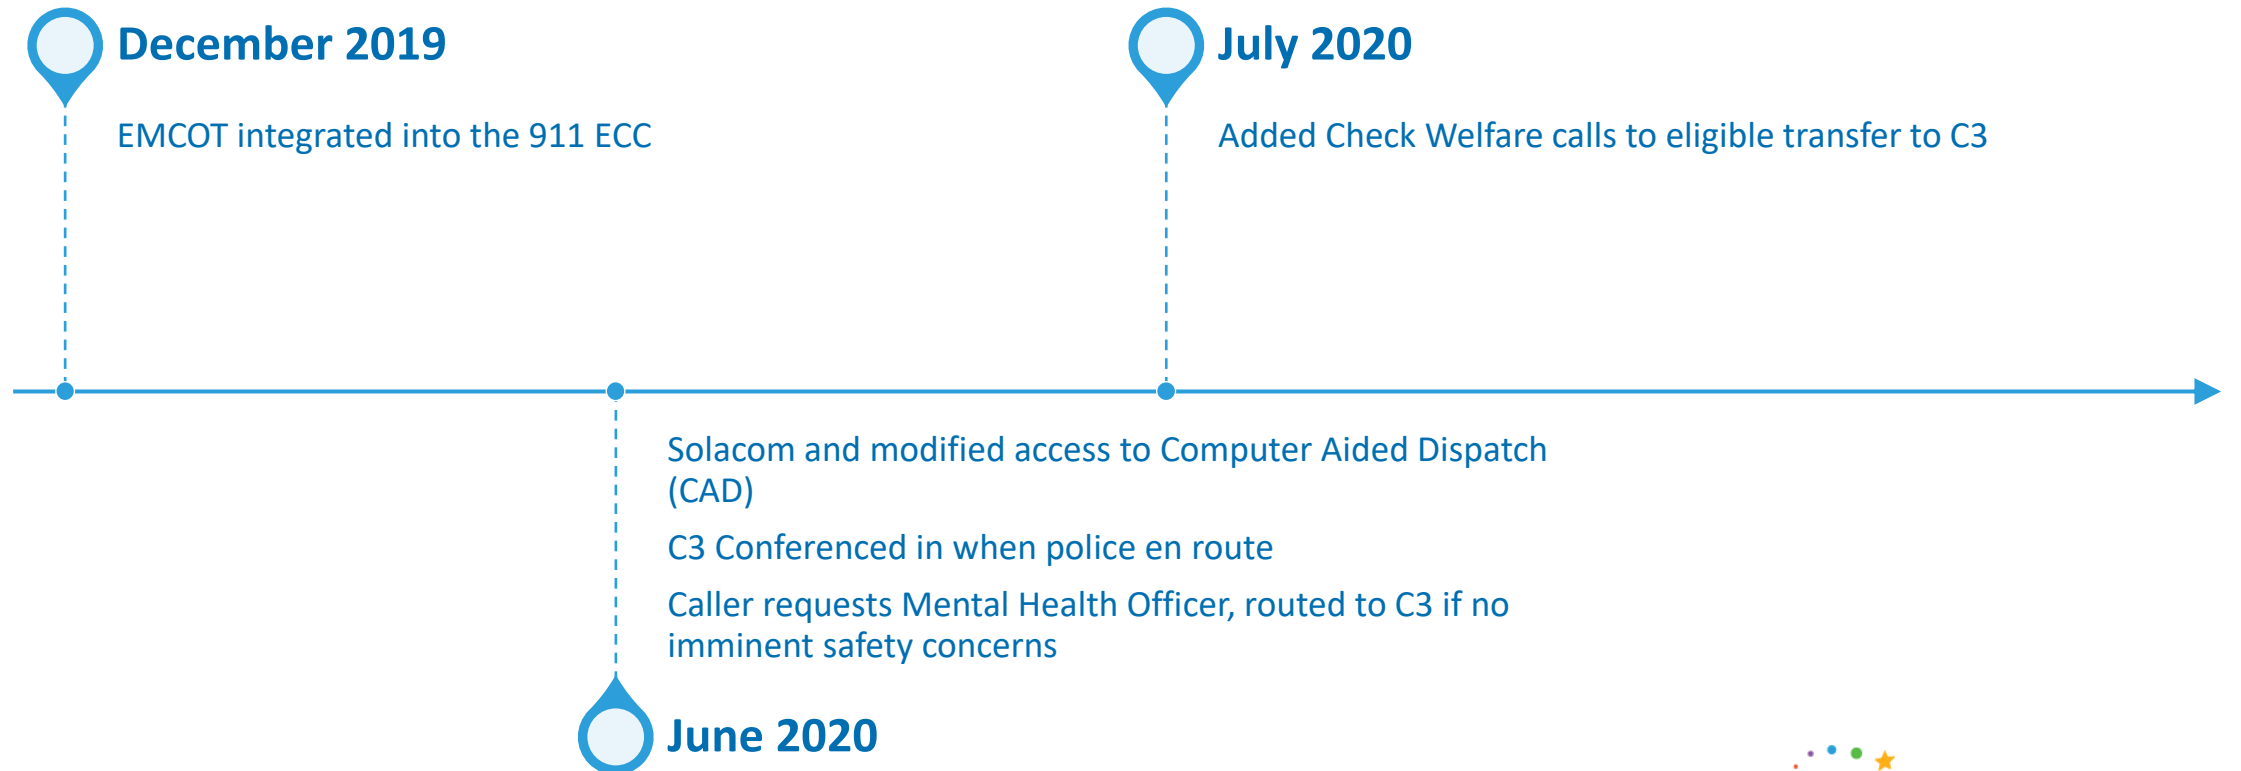 December 2019
EMCOT integrated into the 911 ECC
July 2020
Added Check Welfare calls to eligible transfer to C3
Solacom and modified access to Computer Aided Dispatch
(CAD)
C3 Conferenced in when police en route
Caller requests Mental Health Officer, routed to C3 if no
imminent safety concerns
June 2020